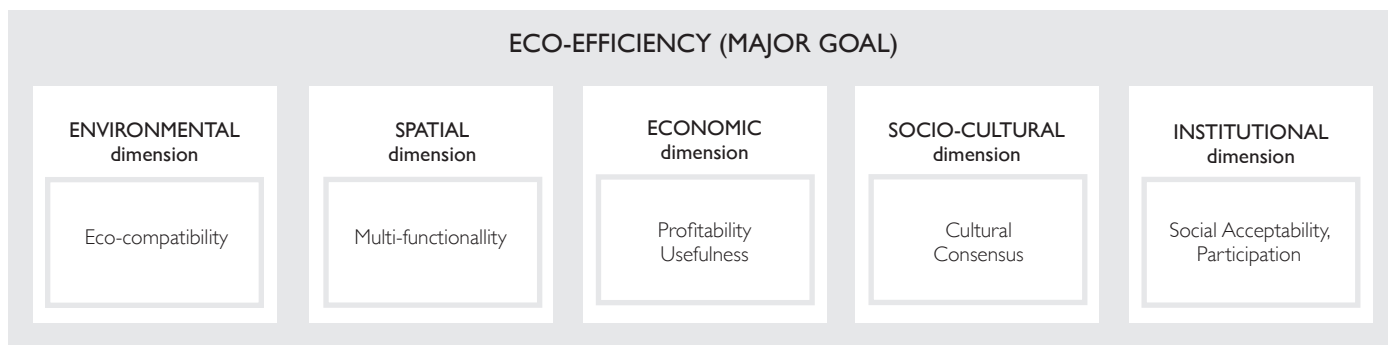 ECO-EFFICIENCY (MAJOR GOAL)
ENVIRONMENTAL
dimension
Eco-compatibility
SPATIAL
dimension
Multi-functionallity
ECONOMIC
dimension
Profitability
Usefulness
SOCIO-CULTURAL
dimension
Cultural
Consensus
INSTITUTIONAL
dimension
Social Acceptability,
Participation